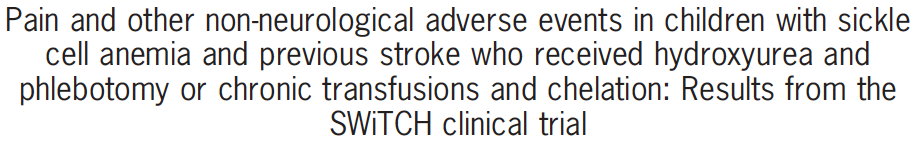 Pain and other non-neurological adverse events in children with sickle
cell anemia and previous stroke who received hydroxyurea and
phlebotomy or chronic transfusions and chelation: Results from the
SWiTCH clinical trial